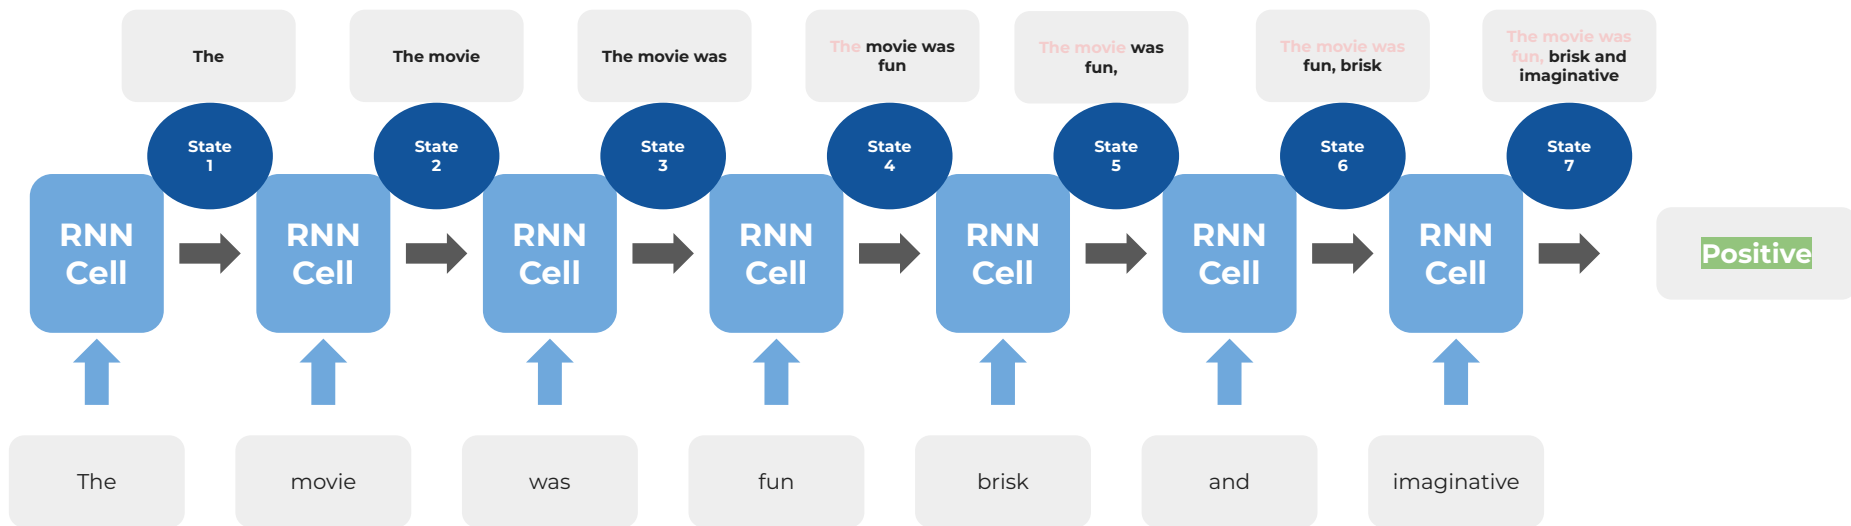 The
The movie
The movie was
The movie was
fun
The movie was
fun,
The movie was
fun, brisk
The movie was
fun, brisk and
imaginative
State
1
State
2
State
3
State
4
State
5
State
6
State
7
RNN
Cell
RNN
Cell
RNN
Cell
RNN
Cell
RNN
Cell
RNN
Cell
RNN
Cell
Positive
The
movie
was
fun
brisk
and
imaginative